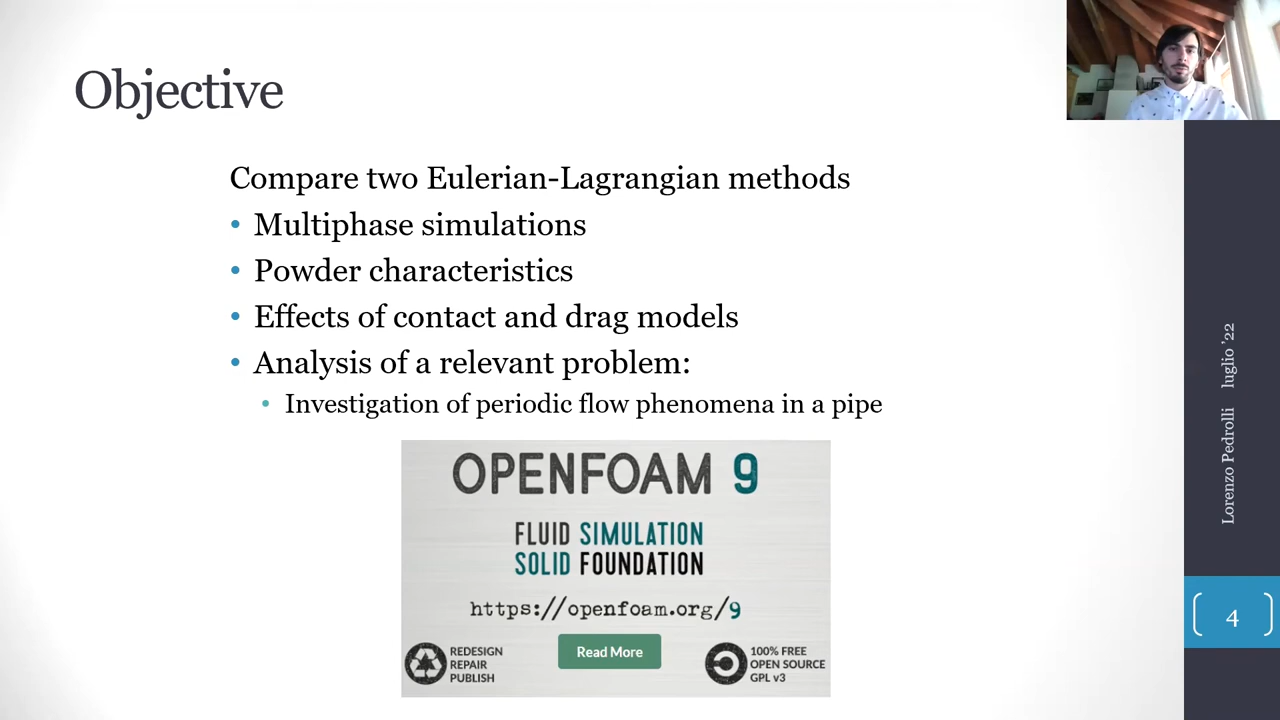 Objective
Compare two Eulerian-Lagrangian methods
• Multiphase simulations
• Powder characteristics
• Effects of contact and drag models
• Analysis of a relevant problem:
• Investigation of periodic flow phenomena in a pipe
OPENFOAM 9
FLUID SIMULATION
SOLID FOUNDATION
https://openfoam.org/9
Read More
REDESIGN
REPAIR
PUBLISH
100% FREE
OPEN SOURCE
GPL v3
Lorenzo Pedrolli luglio '22
4